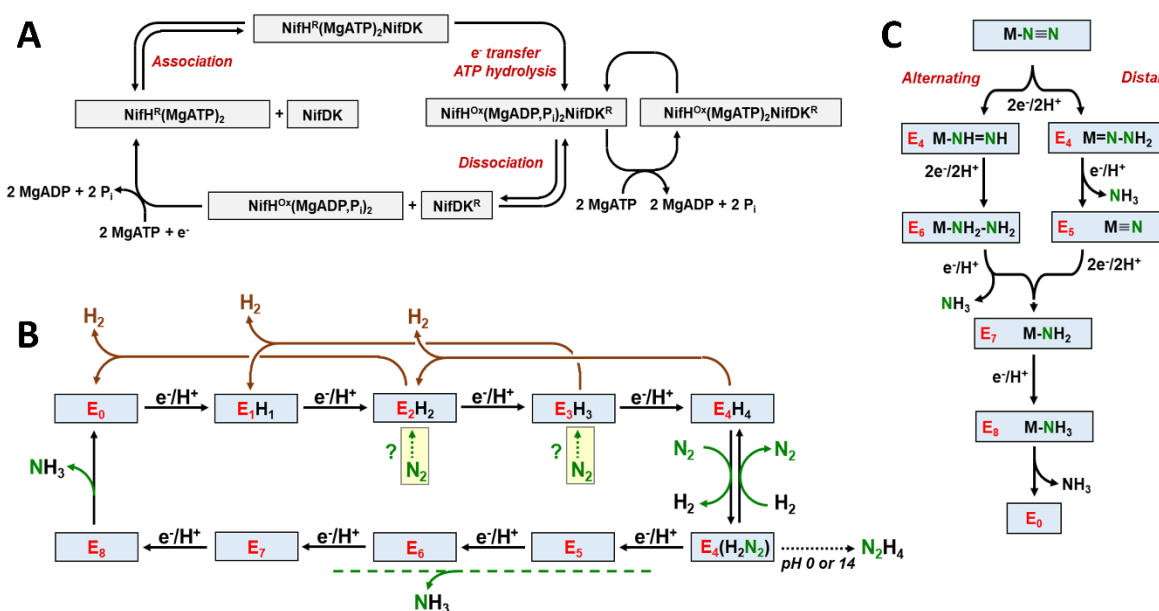 A
NifH^R(MgATP)₂NifDK
Association
e⁻ transfer
ATP hydrolysis
NifH^R(MgATP)₂ + NifDK
NifH^Ox(MgADP,Pᵢ)₂NifDK^R
NifH^Ox(MgATP)₂NifDK^R
Dissociation
2 MgADP + 2 Pᵢ
NifH^Ox(MgADP,Pᵢ)₂ + NifDK^R
2 MgATP
2 MgADP + 2 Pᵢ
2 MgATP + e⁻
B
H₂
H₂
H₂
E₀ e⁻/H⁺ E₁H₁ e⁻/H⁺ E₂H₂ e⁻/H⁺ E₃H₃ e⁻/H⁺ E₄H₄
? N₂
? N₂
N₂ N₂
H₂ H₂
NH₃
E₈ e⁻/H⁺ E₇ e⁻/H⁺ E₆ e⁻/H⁺ E₅ e⁻/H⁺ E₄(H₂N₂) N₂H₄
pH 0 or 14
NH₃
C
M-N≡N
Alternating Dista
2e⁻/2H⁺
E₄ M-NH=NH
E₄ M=N-NH₂
2e⁻/2H⁺
e⁻/H⁺
NH₃
E₆ M-NH₂-NH₂
E₅ M≡N
e⁻/H⁺
2e⁻/2H⁺
NH₃
E₇ M-NH₂
e⁻/H⁺
E₈ M-NH₃
NH₃
E₀